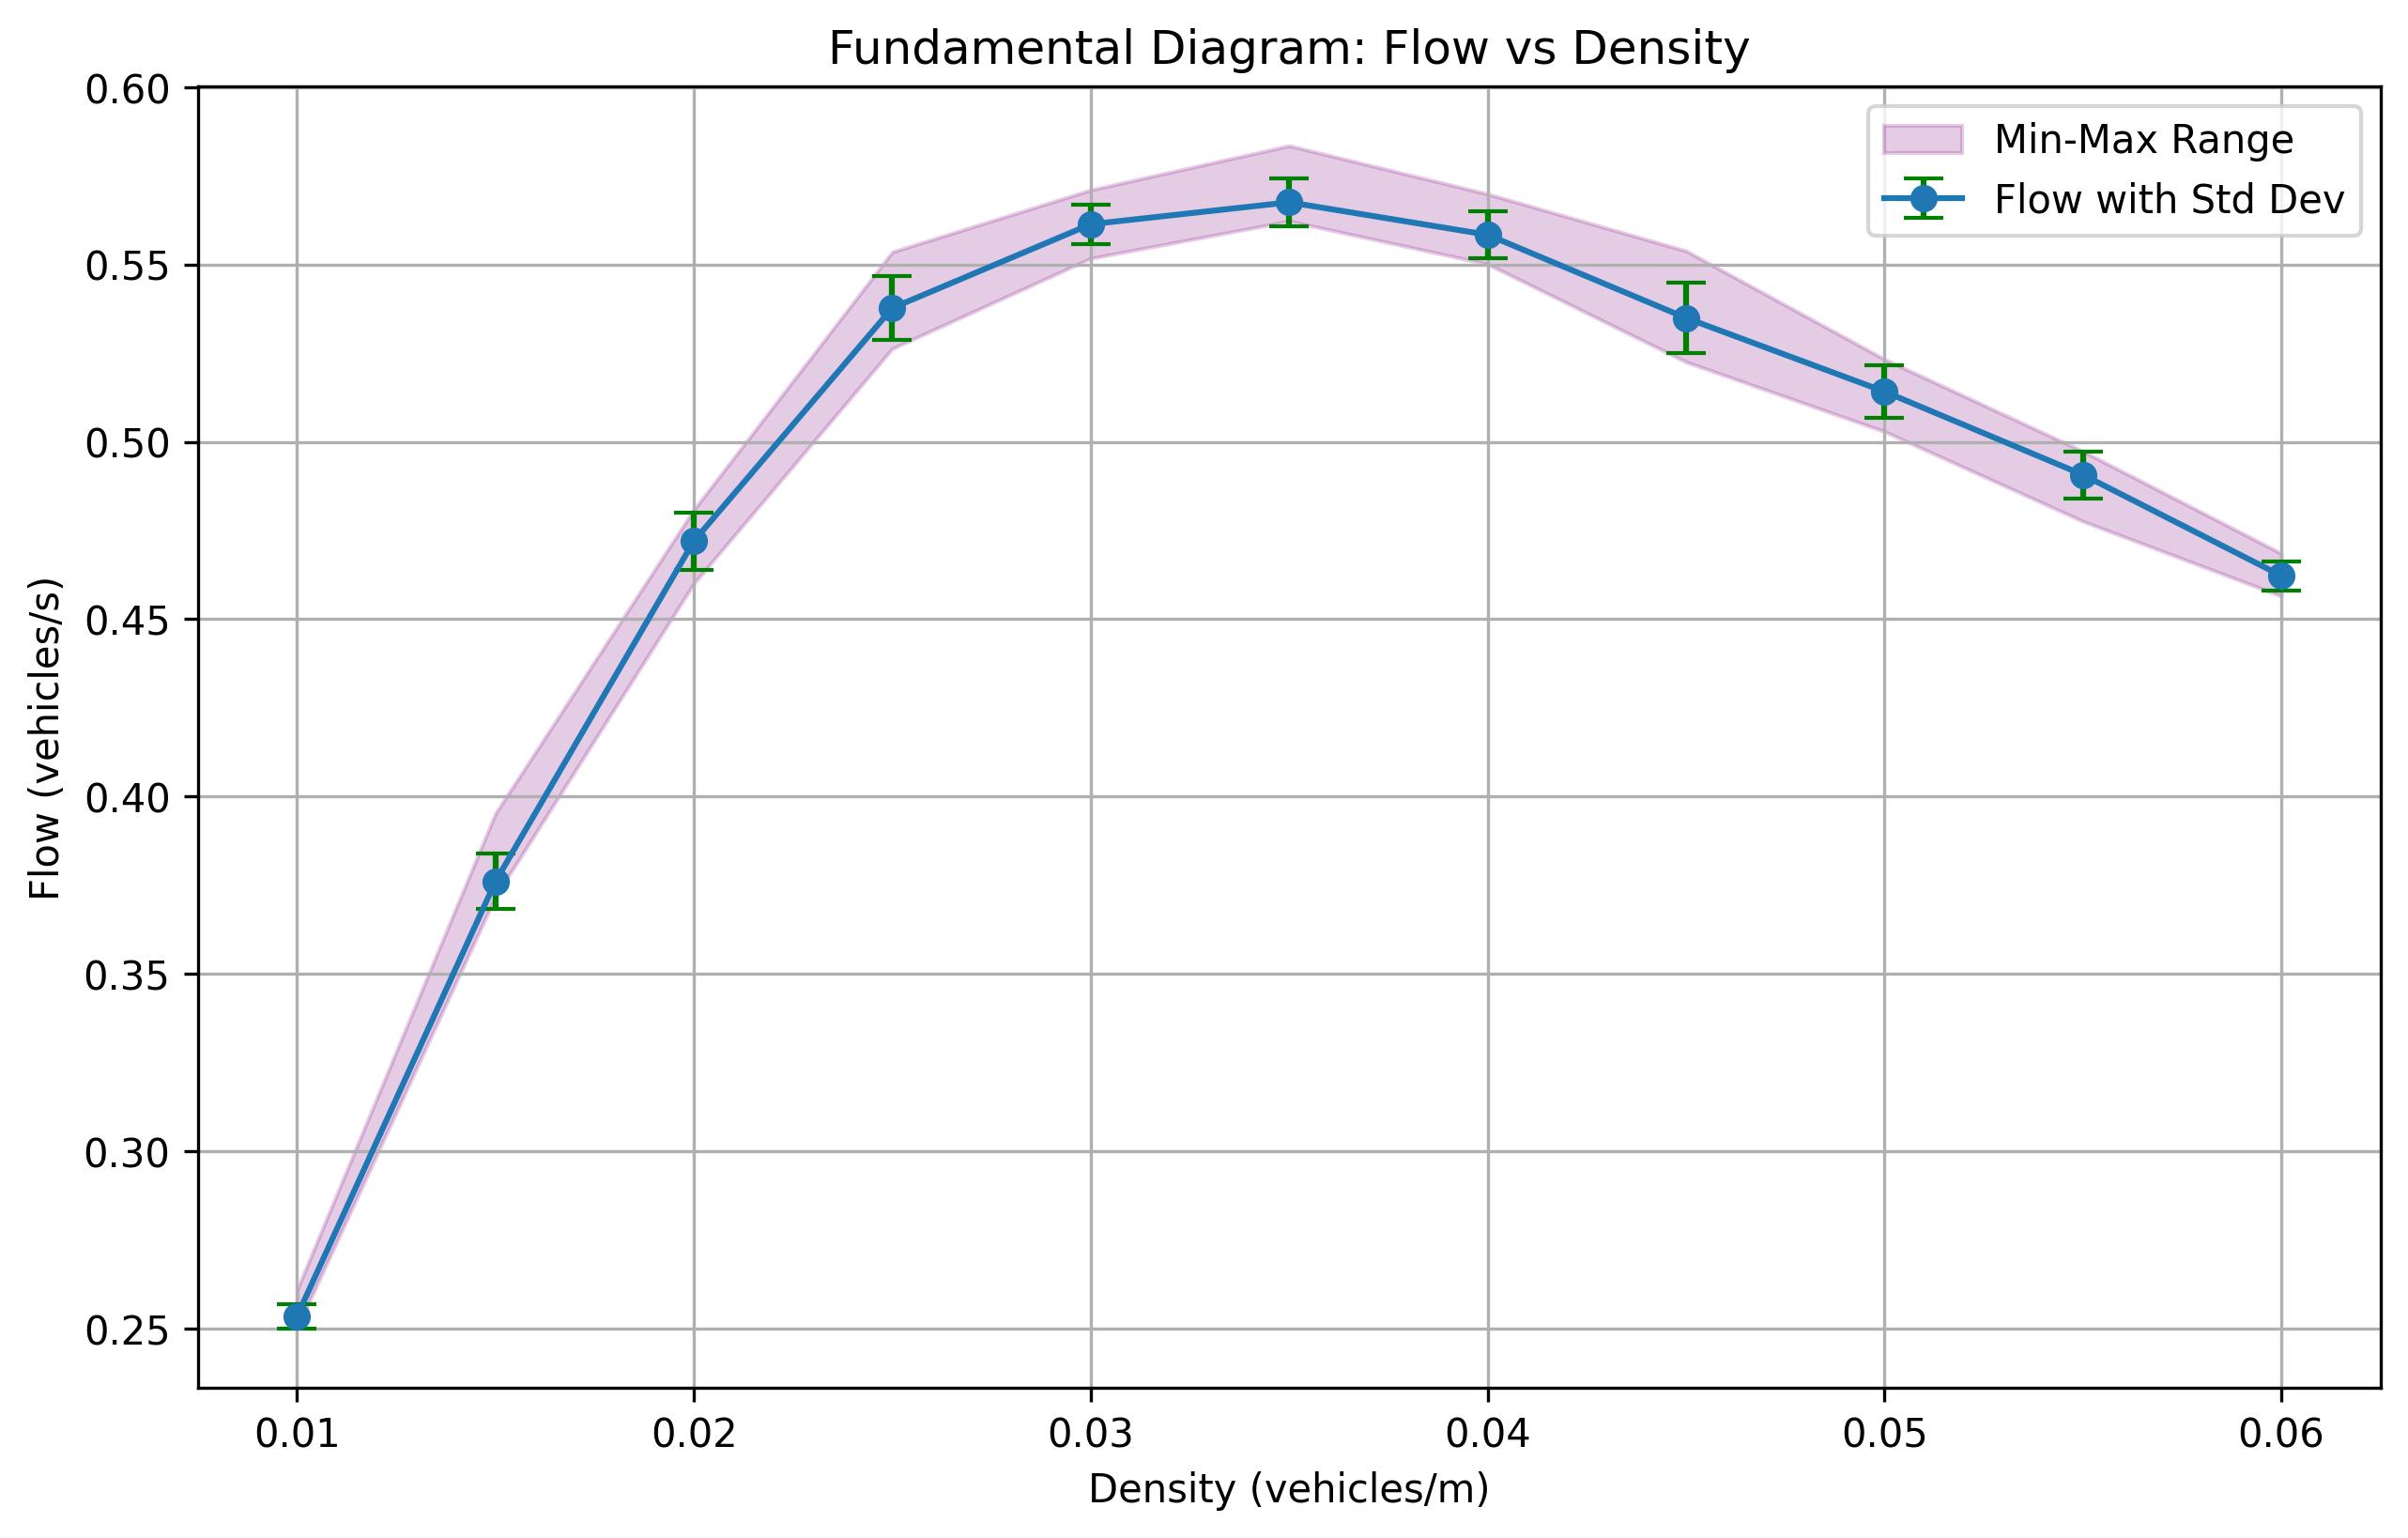 Fundamental Diagram: Flow vs Density
Min-Max Range
Flow with Std Dev
Flow (vehicles/s)
0.60
0.55
0.50
0.45
0.40
0.35
0.30
0.25
0.01 0.02 0.03 0.04 0.05 0.06
Density (vehicles/m)